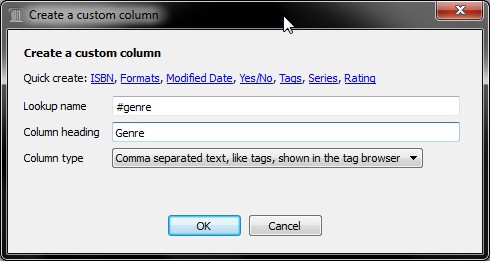 Create a custom column
Create a custom column
Quick create: ISBN, Formats, Modified Date, Yes/No, Tags, Series, Rating
Lookup name #genre
Column heading Genre
Column type Comma separated text, like tags, shown in the tag browser
OK Cancel